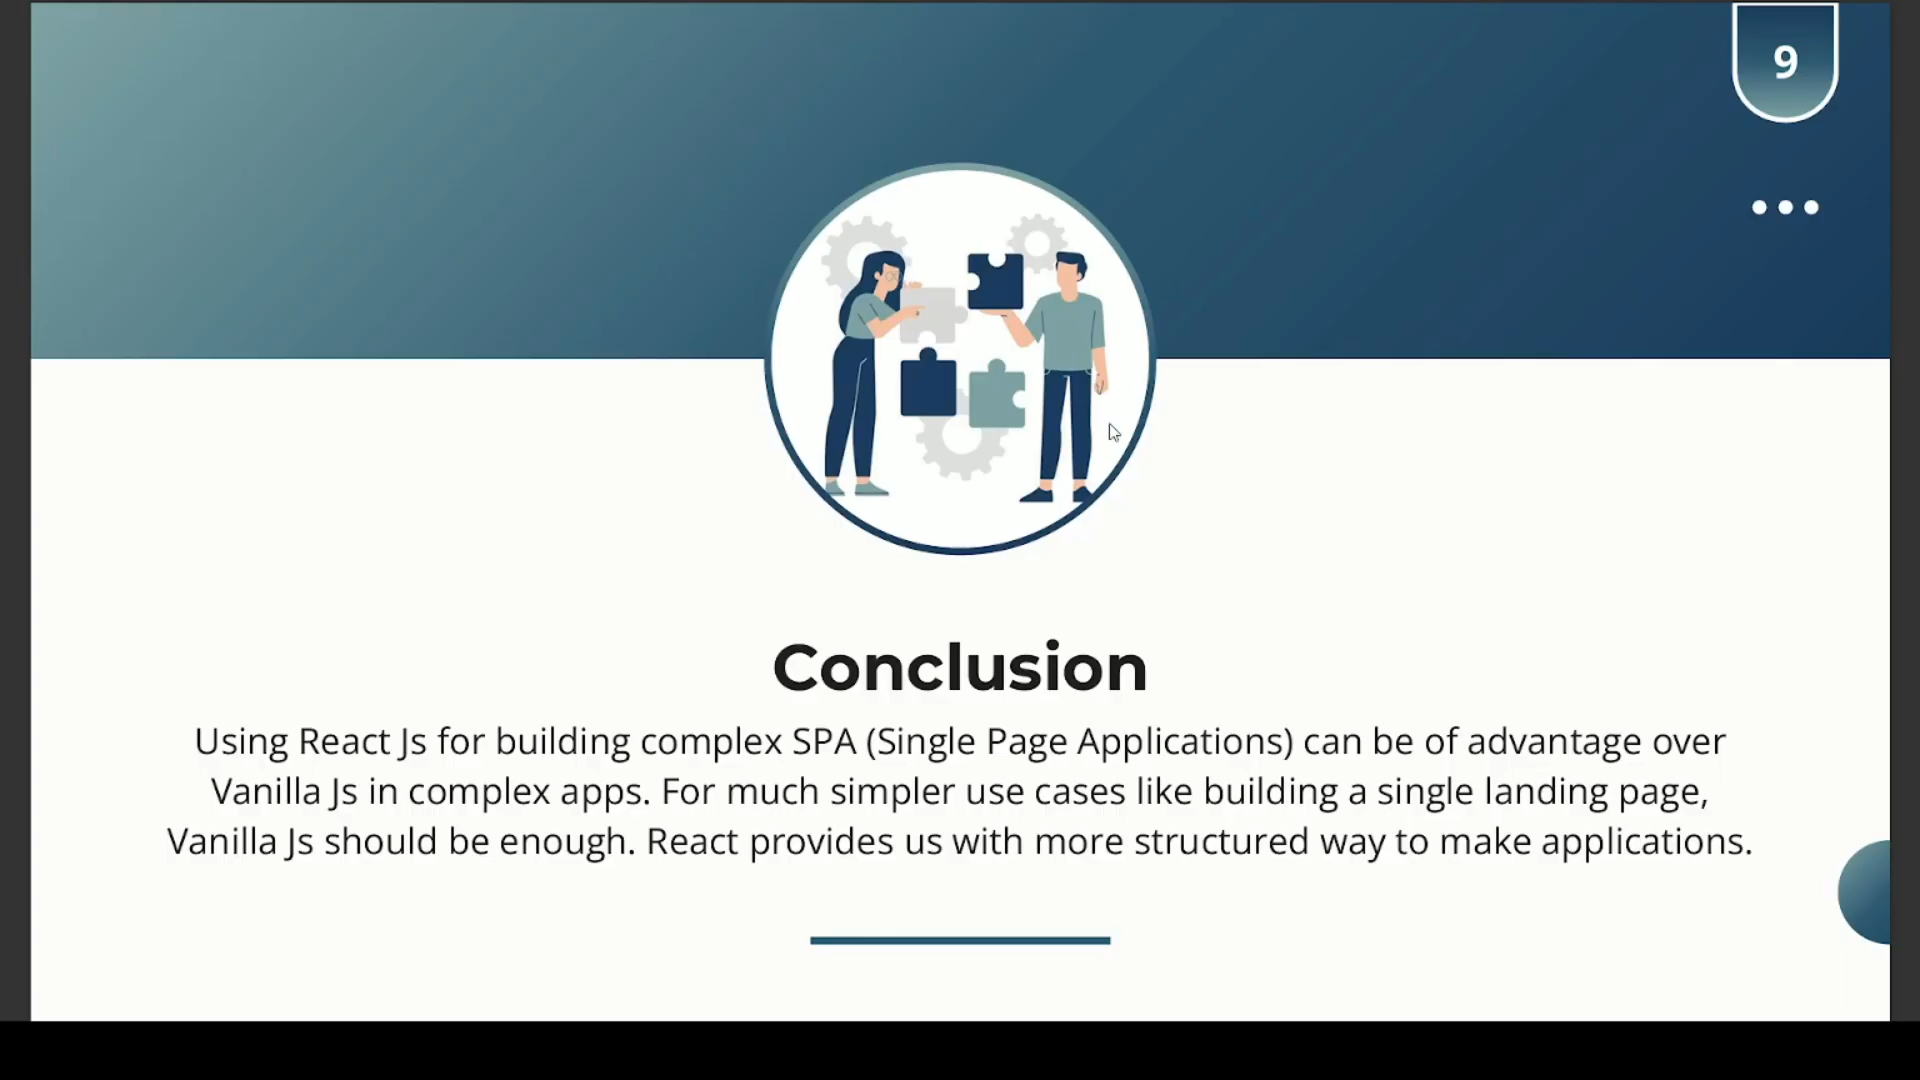 9
Conclusion
Using React Js for building complex SPA (Single Page Applications) can be of advantage over
Vanilla Js in complex apps. For much simpler use cases like building a single landing page,
Vanilla Js should be enough. React provides us with more structured way to make applications.